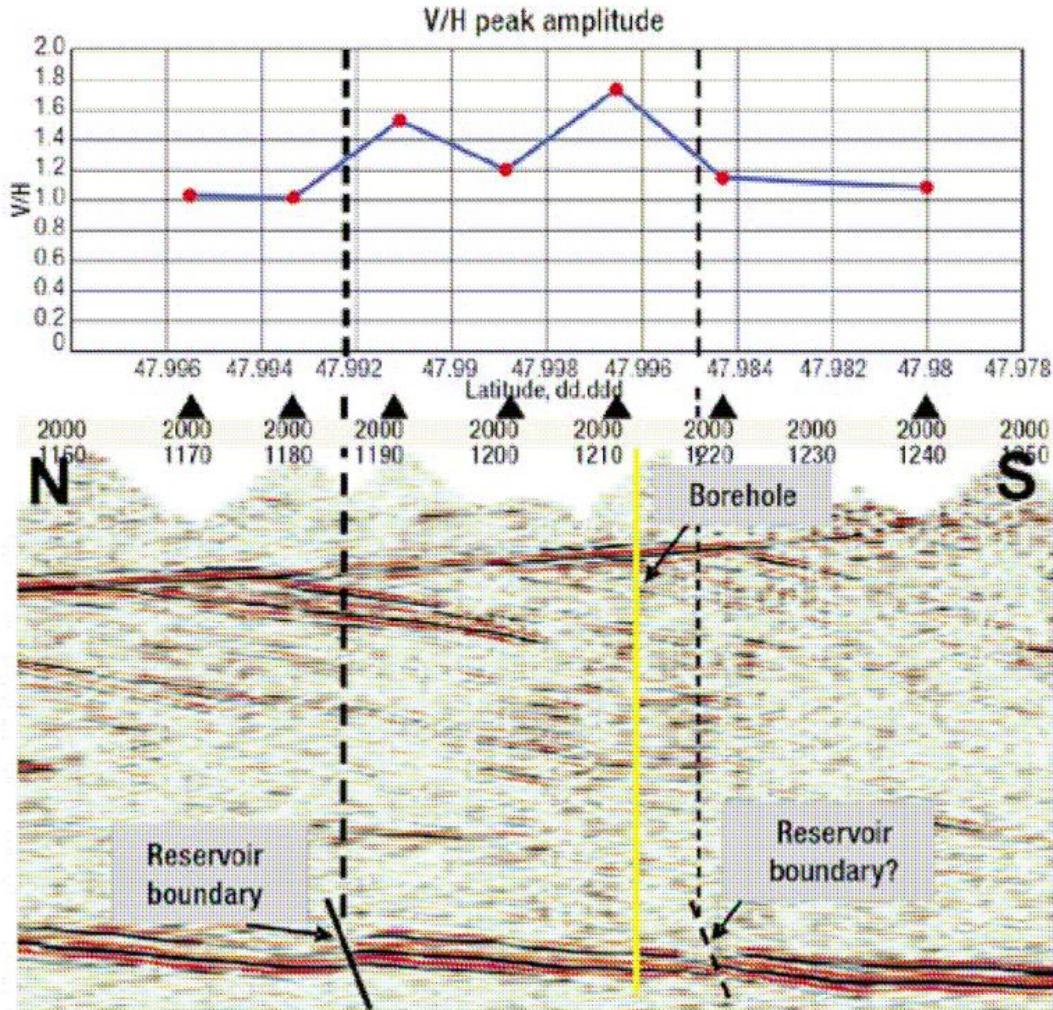 V/H peak amplitude
2.0
1.8
1.6
1.4
1.2
1.0
0.8
0.6
0.4
0.2
0
V/H
47.996 47.994 47.992 47.99 47.998 47.996 47.984 47.982 47.98 47.978
Latitude, dd.ddd
2000 2000 2000 2000 2000 2000 2000 2000 2000 2000
1160 1170 1180 1190 1200 1210 1220 1230 1240 1250
N S
Borehole
Reservoir
boundary
Reservoir
boundary?